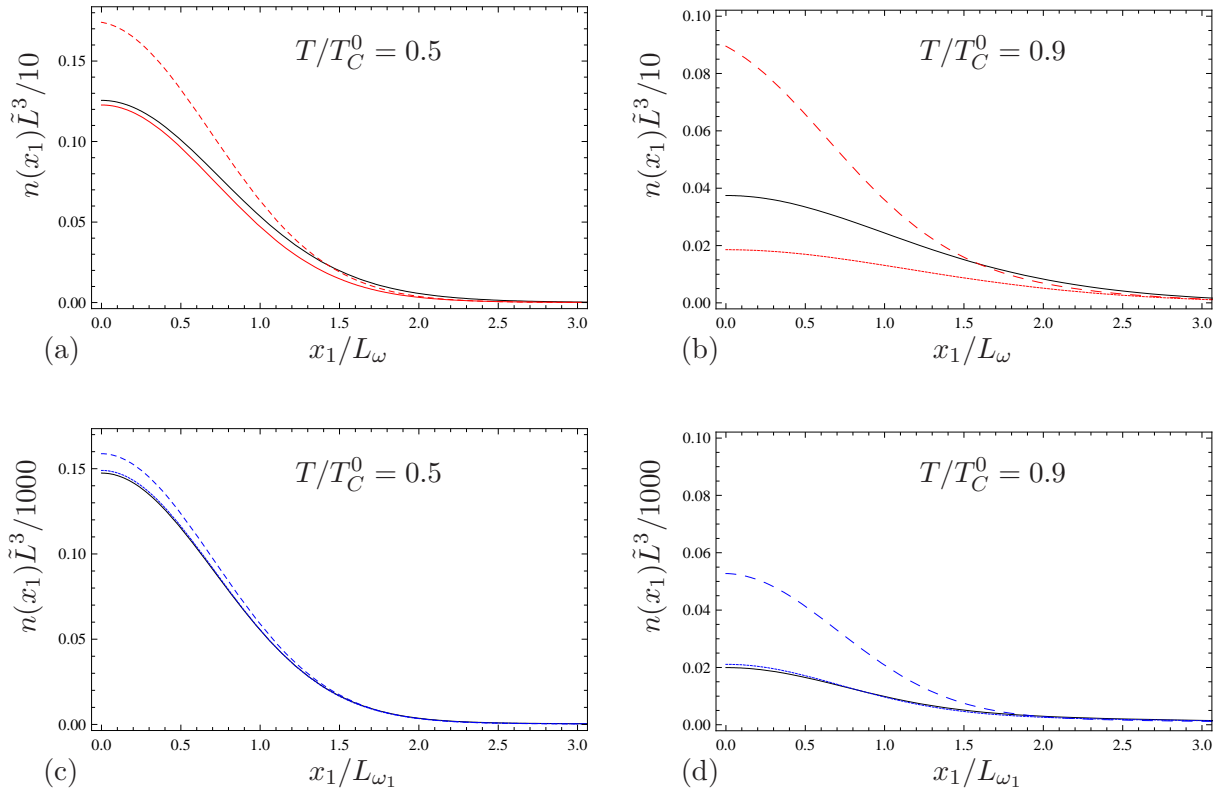 n(x₁)L̃³/10
T/T_C^0 = 0.5
0.15
0.10
0.05
0.00
0.0 0.5 1.0 1.5 2.0 2.5 3.0
(a) x₁/L_ω
n(x₁)L̃³/10
T/T_C^0 = 0.9
0.10
0.08
0.06
0.04
0.02
0.00
0.0 0.5 1.0 1.5 2.0 2.5 3.0
(b) x₁/L_ω
n(x₁)L̃³/1000
T/T_C^0 = 0.5
0.15
0.10
0.05
0.00
0.0 0.5 1.0 1.5 2.0 2.5 3.0
(c) x₁/L_ω₁
n(x₁)L̃³/1000
T/T_C^0 = 0.9
0.10
0.08
0.06
0.04
0.02
0.00
0.0 0.5 1.0 1.5 2.0 2.5 3.0
(d) x₁/L_ω₁